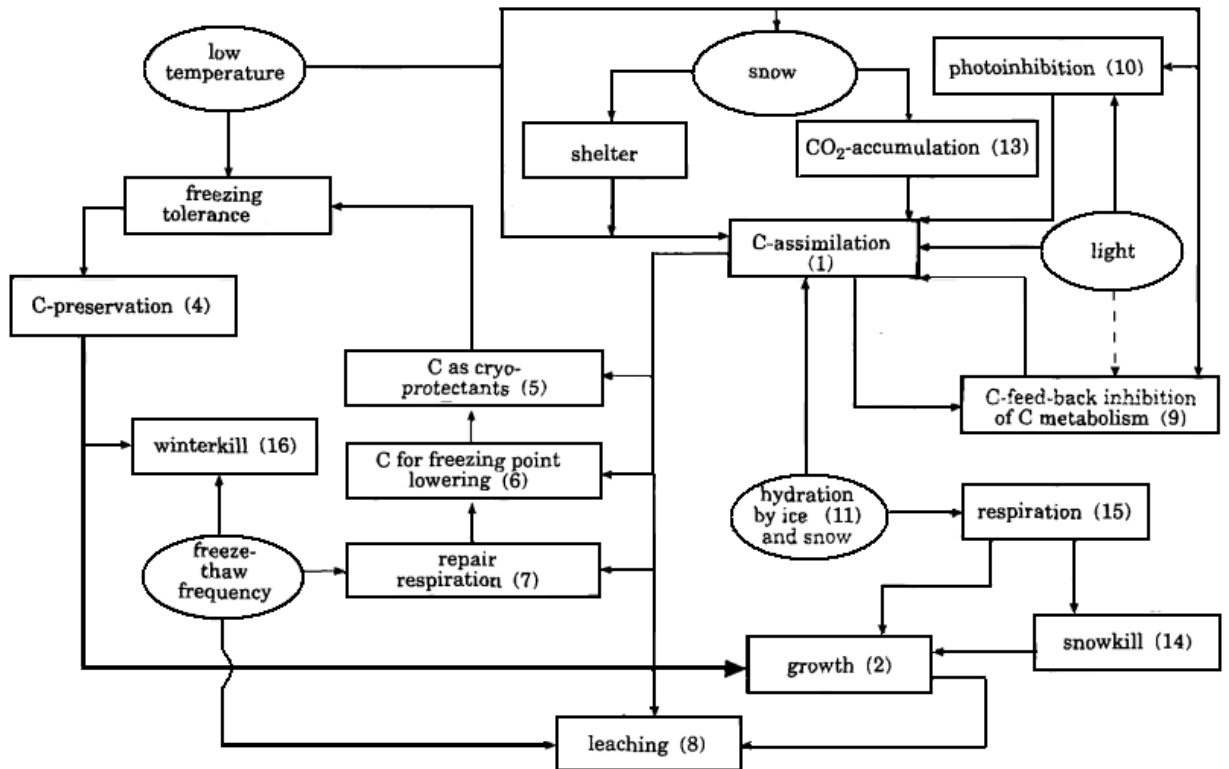 low
temperature
snow
photoinhibition (10)
shelter
CO₂-accumulation (13)
freezing
tolerance
C-assimilation
(1)
light
C-preservation (4)
C as cryo-
protectants (5)
C-feed-back inhibition
of C metabolism (9)
winterkill (16)
C for freezing point
lowering (6)
hydration
by ice (11)
and snow
respiration (15)
freeze-
thaw
frequency
repair
respiration (7)
growth (2)
snowkill (14)
leaching (8)